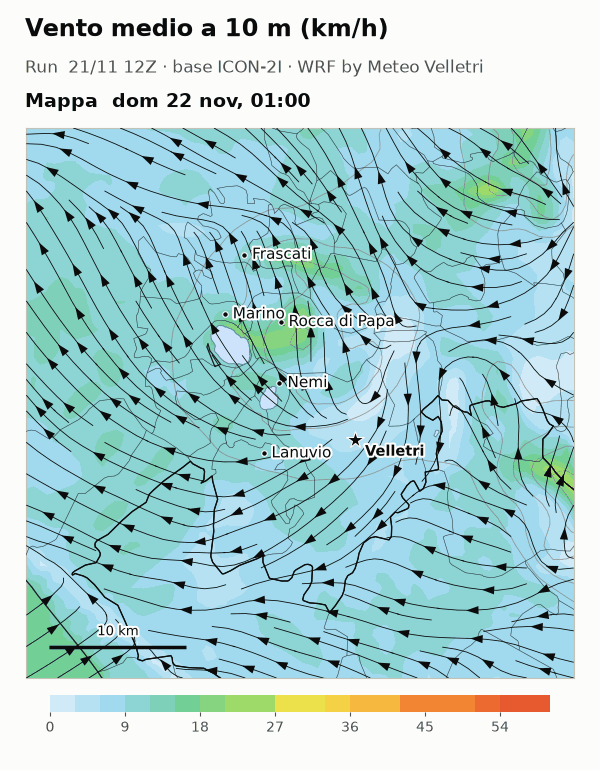 Vento medio a 10 m (km/h)
Run 21/11 12Z · base ICON-2I · WRF by Meteo Velletri
Mappa dom 22 nov, 01:00
Frascati
Marino
Rocca di Papa
Nemi
Velletri
Lanuvio
10 km
0 9 18 27 36 45 54